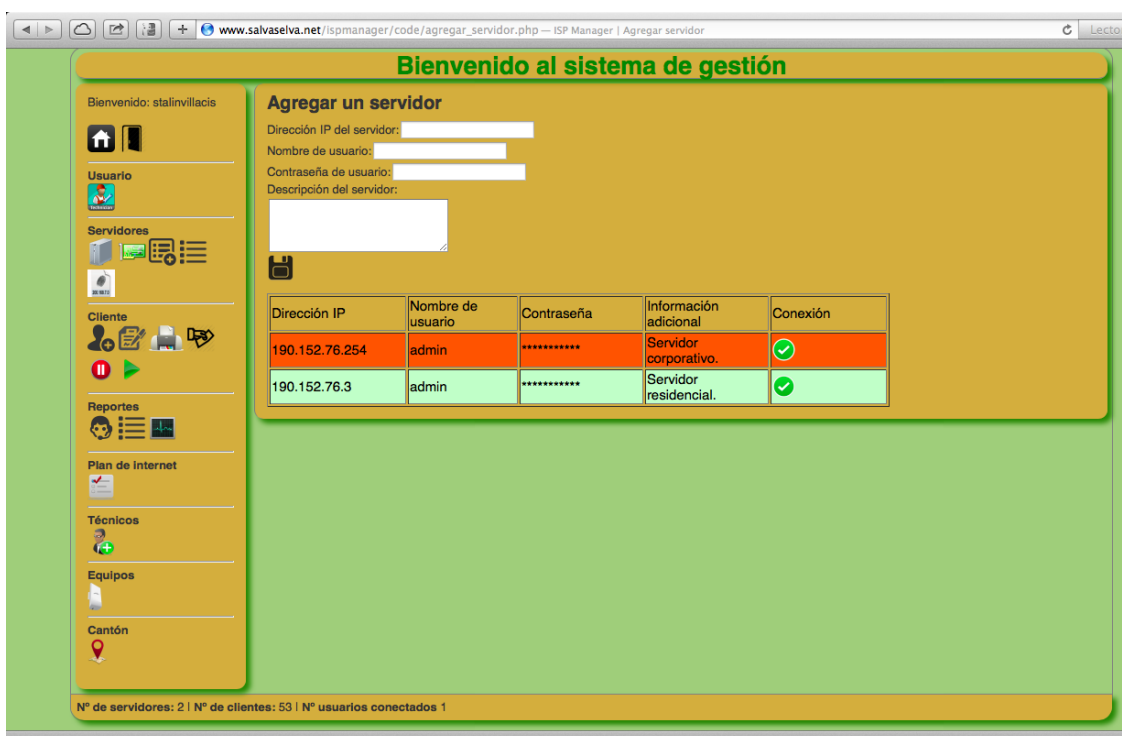 www.salvaselva.net/ispmanager/code/agregar_servidor.php — ISP Manager | Agregar servidor
Lecto
Bienvenido al sistema de gestión
Bienvenido: stalinvillacis
Usuario
Servidores
Cliente
Reportes
Plan de internet
Técnicos
Equipos
Cantón
Agregar un servidor
Dirección IP del servidor:
Nombre de usuario:
Contraseña de usuario:
Descripción del servidor:
Dirección IP Nombre de usuario Contraseña Información adicional Conexión
190.152.76.254 admin *********** Servidor corporativo.
190.152.76.3 admin *********** Servidor residencial.
Nº de servidores: 2 | Nº de clientes: 53 | Nº usuarios conectados 1